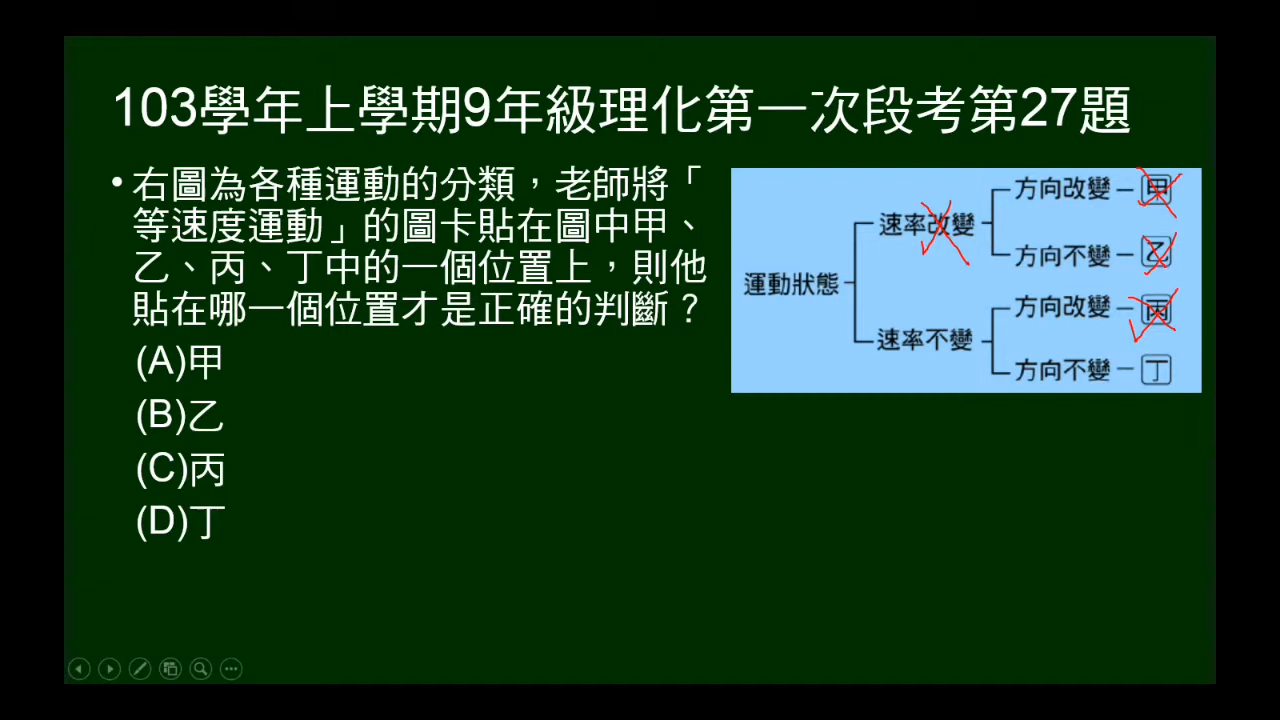 103學年上學期9年級理化第一次段考第27題
•右圖為各種運動的分類，老師將「
等速度運動」的圖卡貼在圖中甲、
乙、丙、丁中的一個位置上，則他
貼在哪一個位置才是正確的判斷？
(A)甲
(B)乙
(C)丙
(D)丁
方向改變－甲
速率改變
方向不變－乙
運動狀態
方向改變－丙
速率不變
方向不變－丁